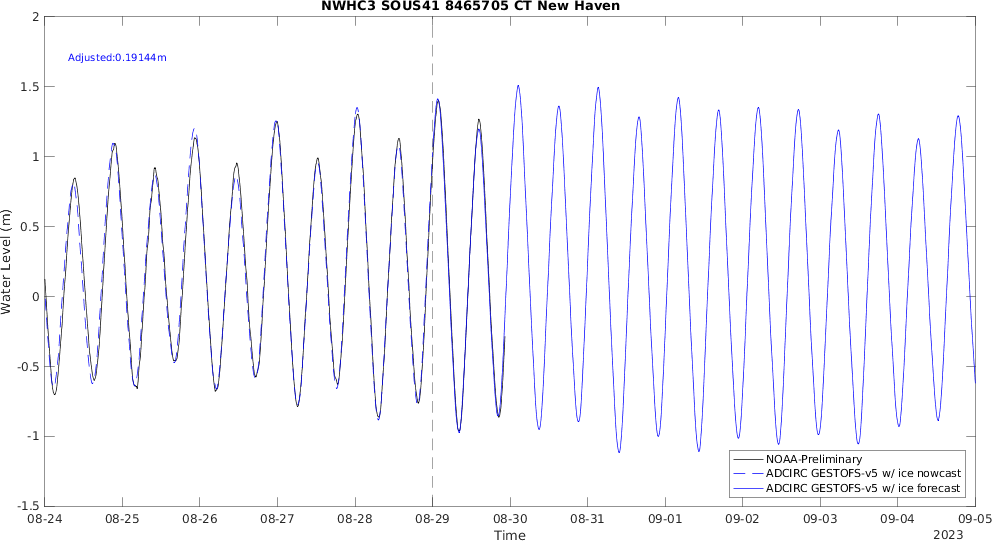 NWHC3 SOUS41 8465705 CT New Haven
2
Adjusted:0.19144m
1.5
1
0.5
0
-0.5
-1
-1.5
Water Level (m)
NOAA-Preliminary
ADCIRC GESTOFS-v5 w/ ice nowcast
ADCIRC GESTOFS-v5 w/ ice forecast
08-24 08-25 08-26 08-27 08-28 08-29 08-30 08-31 09-01 09-02 09-03 09-04 09-05
Time
2023